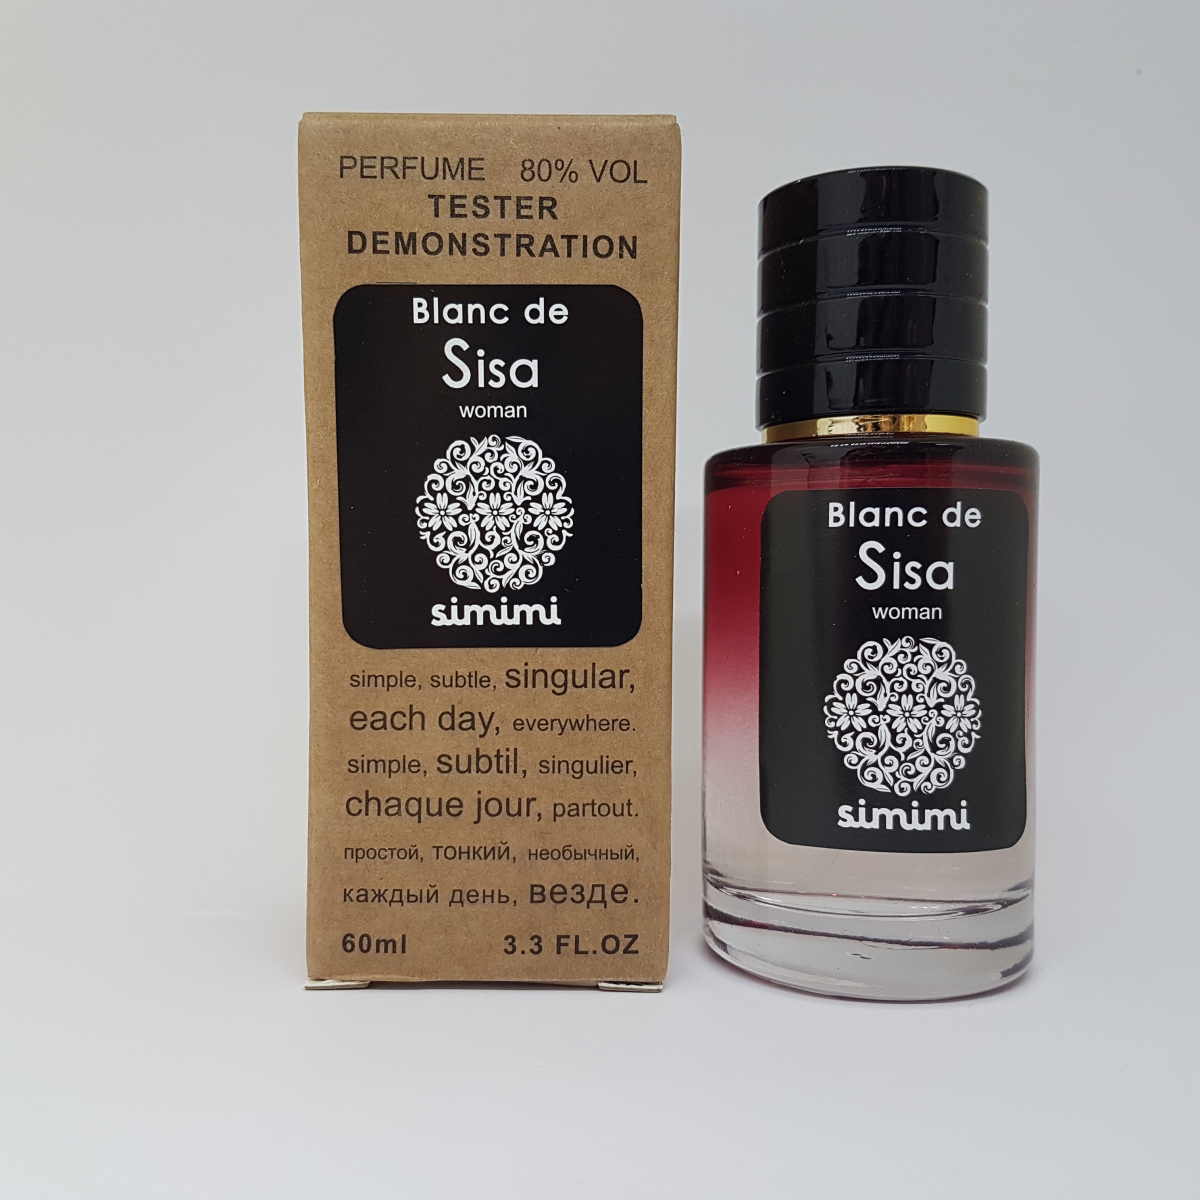 PERFUME 80% VOL
TESTER
DEMONSTRATION
Blanc de
Sisa
woman
simimi
simple, subtle, singular,
each day, everywhere.
simple, subtil, singulier,
chaque jour, partout.
простой, тонкий, необычный,
каждый день, везде.
60ml 3.3 FL.OZ
Blanc de
Sisa
woman
simimi